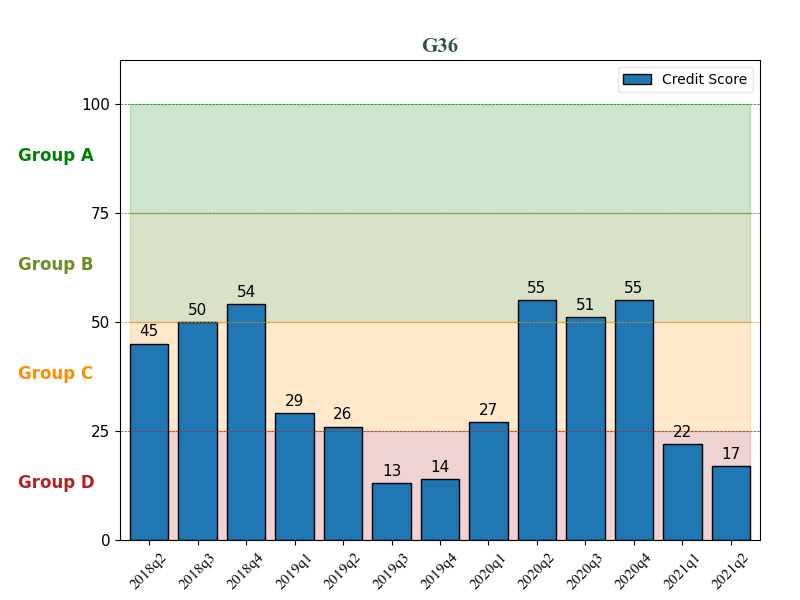 G36
Credit Score
100
Group A
75
Group B
50
Group C
25
Group D
0
45
50
54
29
26
13
14
27
55
51
55
22
17
2018q2
2018q3
2018q4
2019q1
2019q2
2019q3
2019q4
2020q1
2020q2
2020q3
2020q4
2021q1
2021q2